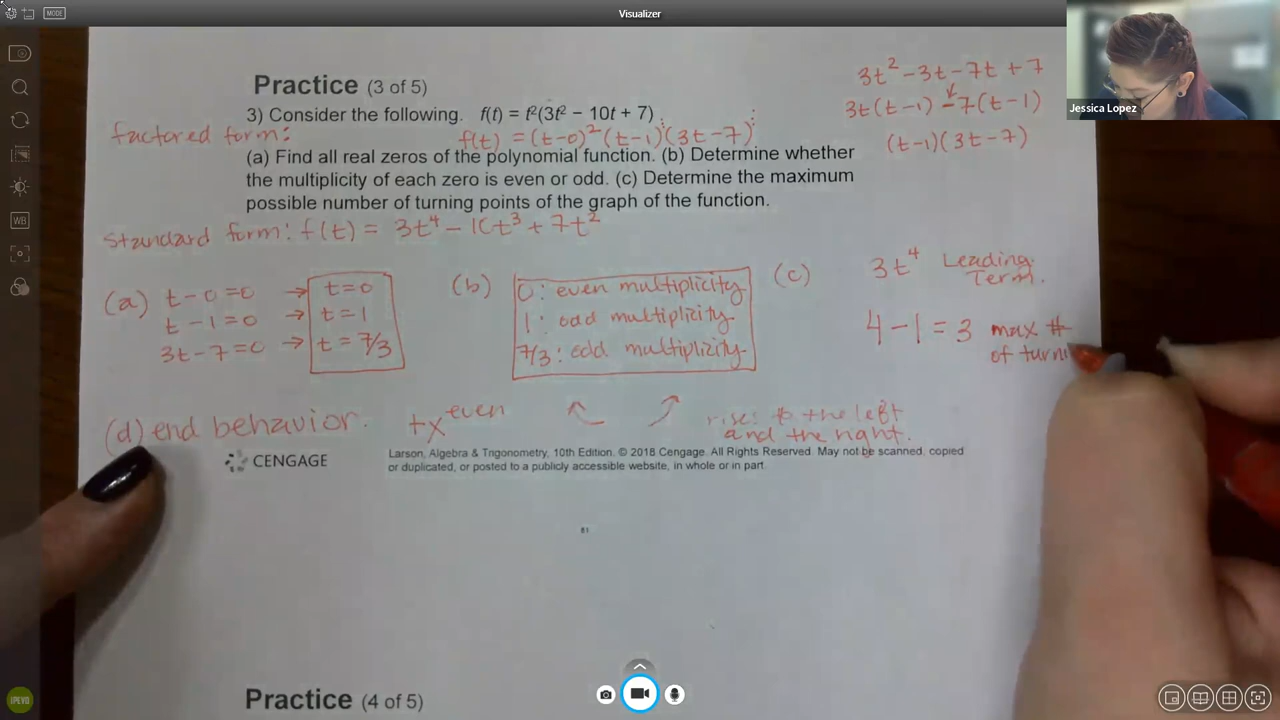 MODE
Visualizer
Jessica Lopez
WB
IPEVO
Practice (3 of 5)
3) Consider the following. f(t) = t²(3t² − 10t + 7)
factored form: f(t) = (t-0)² (t-1)(3t-7)
3t² - 3t - 7t + 7
3t(t-1) - 7(t-1)
(t-1)(3t-7)
(a) Find all real zeros of the polynomial function. (b) Determine whether
the multiplicity of each zero is even or odd. (c) Determine the maximum
possible number of turning points of the graph of the function.
Standard form: f(t) = 3t⁴ - 10t³ + 7t²
(a) t-0=0 → t=0
t-1=0 → t=1
3t-7=0 → t=7/3
(b) 0: even multiplicity
1: odd multiplicity
7/3: odd multiplicity
(c) 3t⁴ Leading
Term.
4-1=3 max #
of turni
(d) end behavior. +x^even
rise: to the left
and the right.
CENGAGE
Larson, Algebra & Trigonometry, 10th Edition. © 2018 Cengage. All Rights Reserved. May not be scanned, copied
or duplicated, or posted to a publicly accessible website, in whole or in part.
61
Practice (4 of 5)